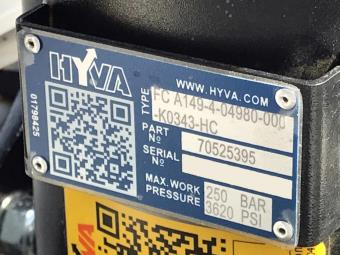 HYVA
WWW.HYVA.COM
TYPE
FC A149-4-04980-000
-K0343-HC
PART
Nº
70525395
SERIAL
Nº
MAX.WORK
PRESSURE
250 BAR
3620 PSI
01798425